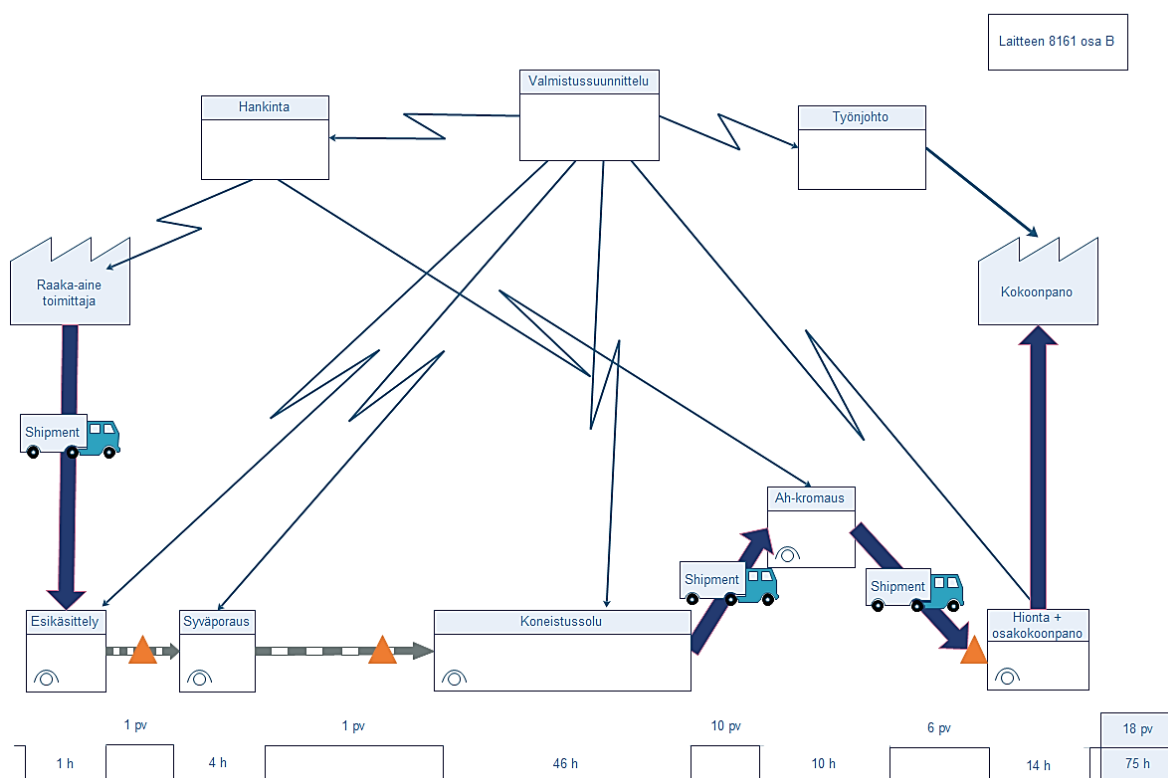 Laitteen 8161 osa B
Valmistussuunnittelu
Hankinta
Työnjohto
Raaka-aine
toimittaja
Kokoonpano
Shipment
Ah-kromaus
Shipment
Shipment
Esikäsittely
Syväporaus
Koneistussolu
Hionta +
osakokoonpano
1 pv
1 pv
10 pv
6 pv
18 pv
1 h
4 h
46 h
10 h
14 h
75 h